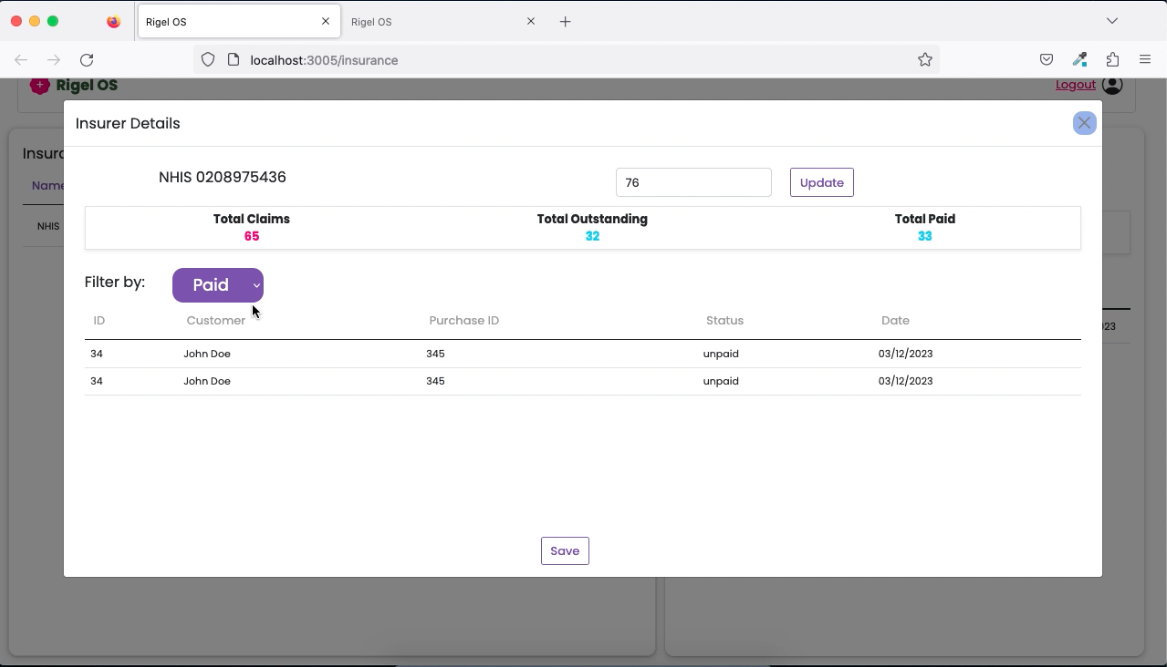 Rigel OS
Rigel OS
localhost:3005/insurance
Rigel OS
Logout
Insurer Details
Insur
NHIS 0208975436
76
Update
Name
Total Claims
Total Outstanding
Total Paid
NHIS
65
32
33
Filter by:
Paid
ID
Customer
Purchase ID
Status
Date
23
34
John Doe
345
unpaid
03/12/2023
34
John Doe
345
unpaid
03/12/2023
Save